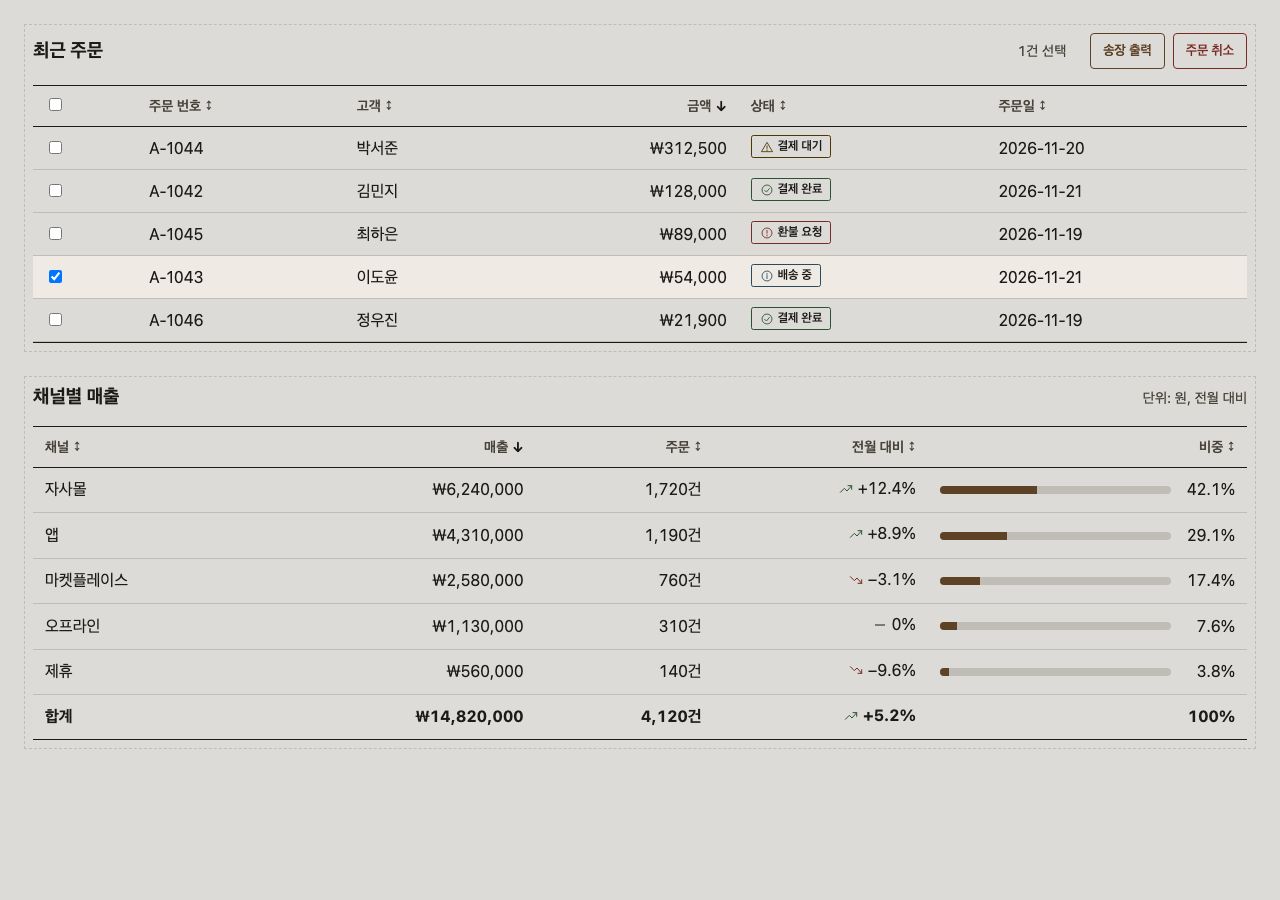 최근 주문
1건 선택 송장 출력 주문 취소
주문 번호 ↕ 고객 ↕ 금액 ↓ 상태 ↕ 주문일 ↕
A-1044 박서준 ₩312,500 결제 대기 2026-11-20
A-1042 김민지 ₩128,000 결제 완료 2026-11-21
A-1045 최하은 ₩89,000 환불 요청 2026-11-19
A-1043 이도윤 ₩54,000 배송 중 2026-11-21
A-1046 정우진 ₩21,900 결제 완료 2026-11-19
채널별 매출
단위: 원, 전월 대비
채널 ↕ 매출 ↓ 주문 ↕ 전월 대비 ↕ 비중 ↕
자사몰 ₩6,240,000 1,720건 +12.4% 42.1%
앱 ₩4,310,000 1,190건 +8.9% 29.1%
마켓플레이스 ₩2,580,000 760건 −3.1% 17.4%
오프라인 ₩1,130,000 310건 0% 7.6%
제휴 ₩560,000 140건 −9.6% 3.8%
합계 ₩14,820,000 4,120건 +5.2% 100%